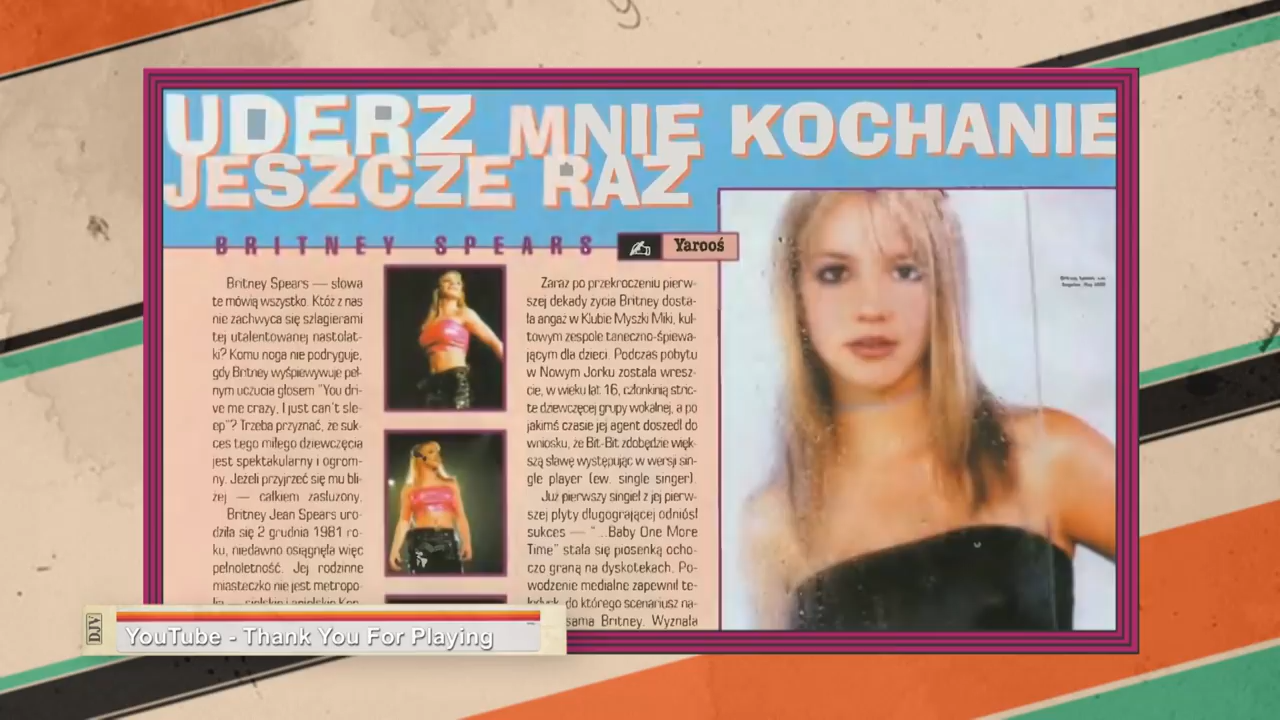 UDERZ MNIE KOCHANIE
JESZCZE RAZ
BRITNEY SPEARS
Yarooś
Britney Spears — słowa
te mówią wszystko. Któż z nas
nie zachwyca się szlagierami
tej utalentowanej nastolat-
ki? Komu noga nie podryguje,
gdy Britney wyśpiewywuje peł-
nym uczucia głosem "You dri-
ve me crazy, I just can't sle-
ep"? Trzeba przyznać, że suk-
ces tego miłego dziewczęcia
jest spektakularny i ogrom-
ny. Jeżeli przyjrzeć się mu bli-
żej — całkiem zasłużony.
Britney Jean Spears uro-
dziła się 2 grudnia 1981 ro-
ku, niedawno osiągnęła więc
pełnoletność. Jej rodzinne
miasteczko nie jest metropo-
Zaraz po przekroczeniu pierw-
szej dekady życia Britney dosta-
ła angaż w Klubie Myszki Miki, kul-
towym zespole taneczno-śpiewa-
jącym dla dzieci. Podczas pobytu
w Nowym Jorku została wresz-
cie, w wieku lat 16, członkinią stric-
te dziewczęcej grupy wokalnej, a po
jakimś czasie jej agent doszedł do
wniosku, że Bit-Bit zdobędzie więk-
szą sławę występując w wersji sin-
gle player (ew. single singer).
Już pierwszy singiel z jej pierw-
szej płyty długogrającej odniósł
sukces — "...Baby One More
Time" stała się piosenką ocho-
czo graną na dyskotekach. Po-
wodzenie medialne zapewnił te-
do którego scenariusz na-
sama Britney. Wyznała
DJV
YouTube - Thank You For Playing